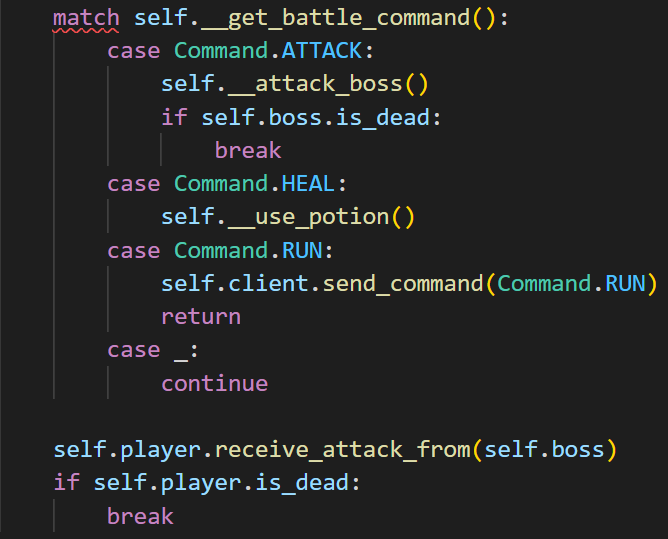 match self.__get_battle_command():
    case Command.ATTACK:
        self.__attack_boss()
        if self.boss.is_dead:
            break
    case Command.HEAL:
        self.__use_potion()
    case Command.RUN:
        self.client.send_command(Command.RUN)
        return
    case _:
        continue

self.player.receive_attack_from(self.boss)
if self.player.is_dead:
    break